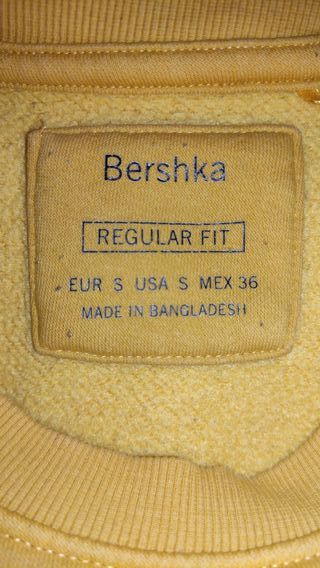 Bershka
REGULAR FIT
EUR S USA S MEX 36
MADE IN BANGLADESH